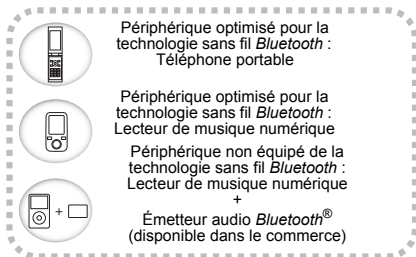 Périphérique optimisé pour la
technologie sans fil Bluetooth :
Téléphone portable
Périphérique optimisé pour la
technologie sans fil Bluetooth :
Lecteur de musique numérique
Périphérique non équipé de la
technologie sans fil Bluetooth :
Lecteur de musique numérique
+
+
Émetteur audio Bluetooth®
(disponible dans le commerce)